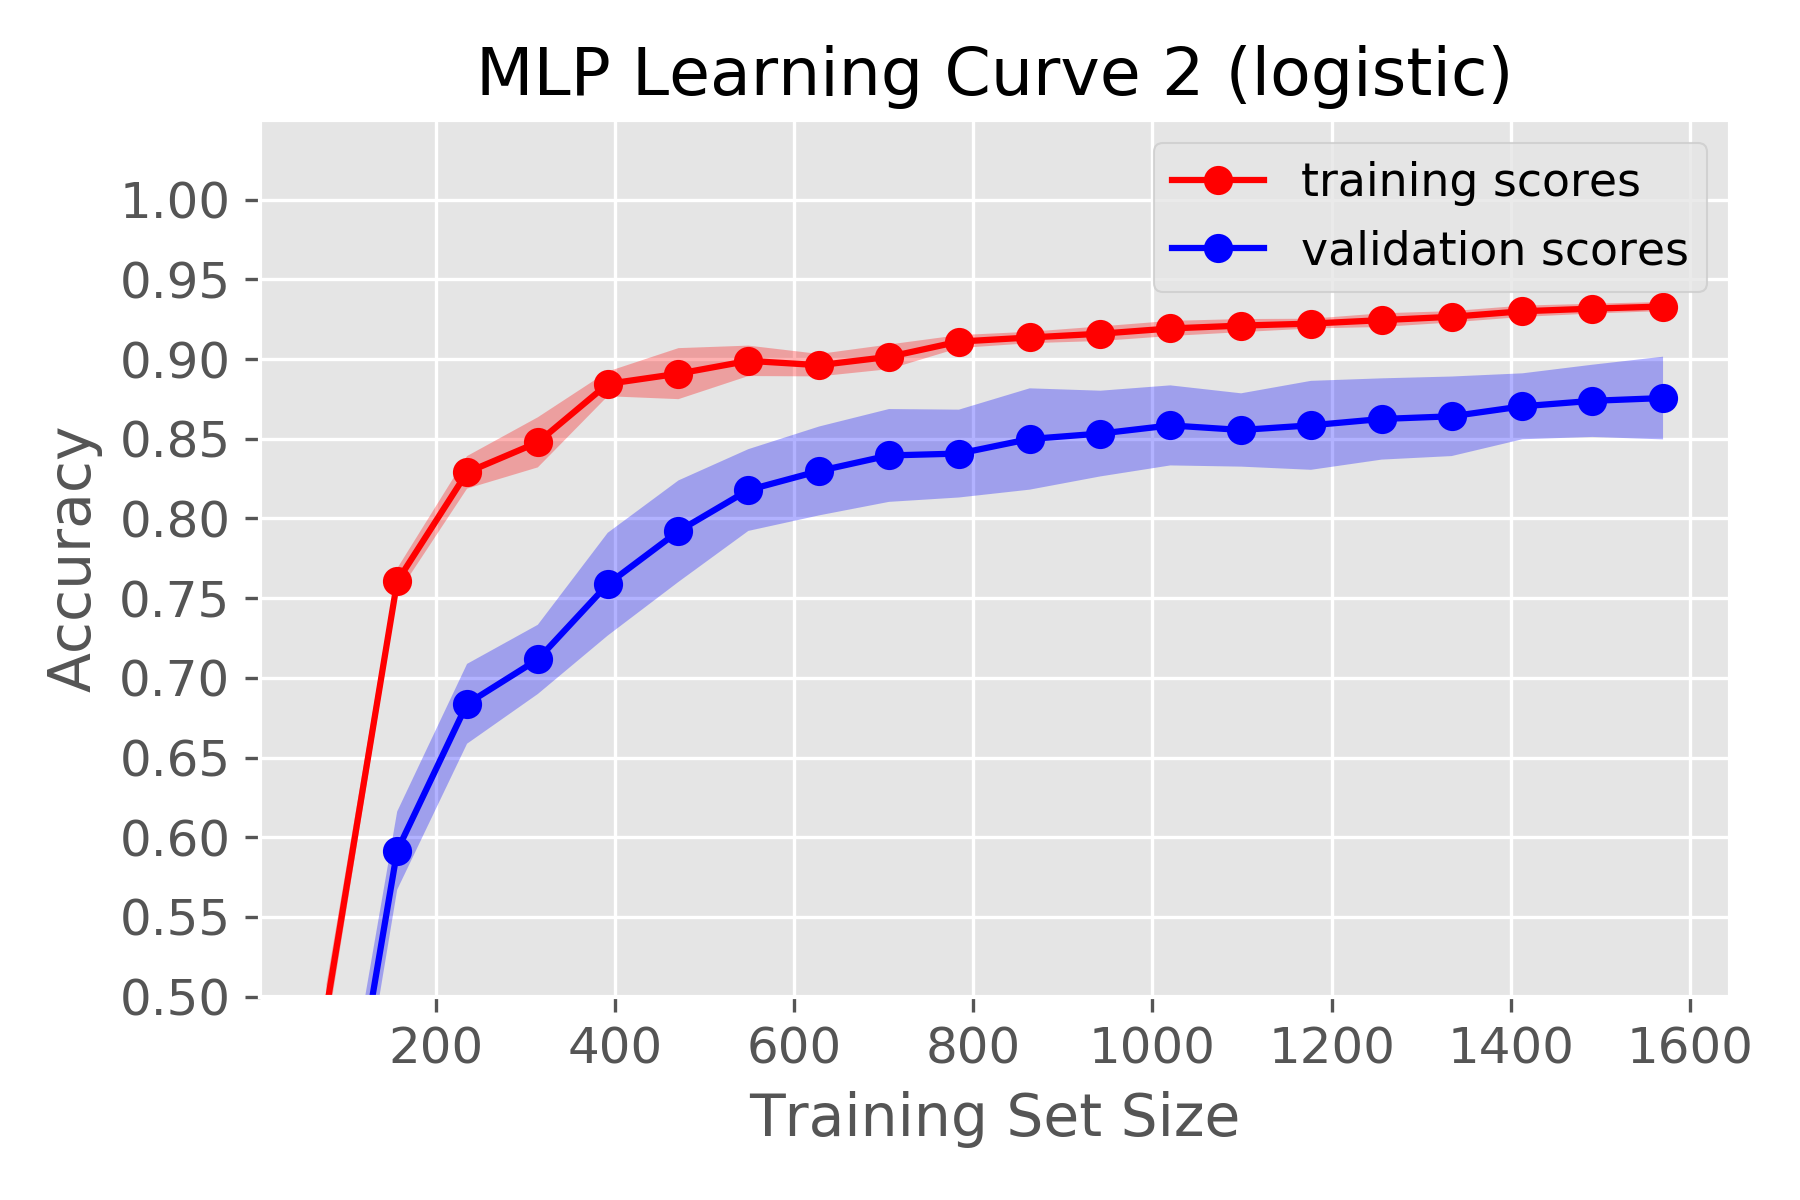 MLP Learning Curve 2 (logistic)
training scores
validation scores
1.00
0.95
0.90
0.85
0.80
0.75
0.70
0.65
0.60
0.55
0.50
Accuracy
200 400 600 800 1000 1200 1400 1600
Training Set Size